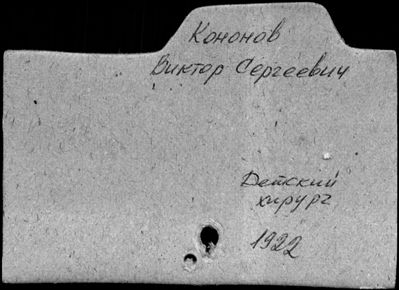 Кононов
Виктор Сергеевич
Детский
хирург
1922